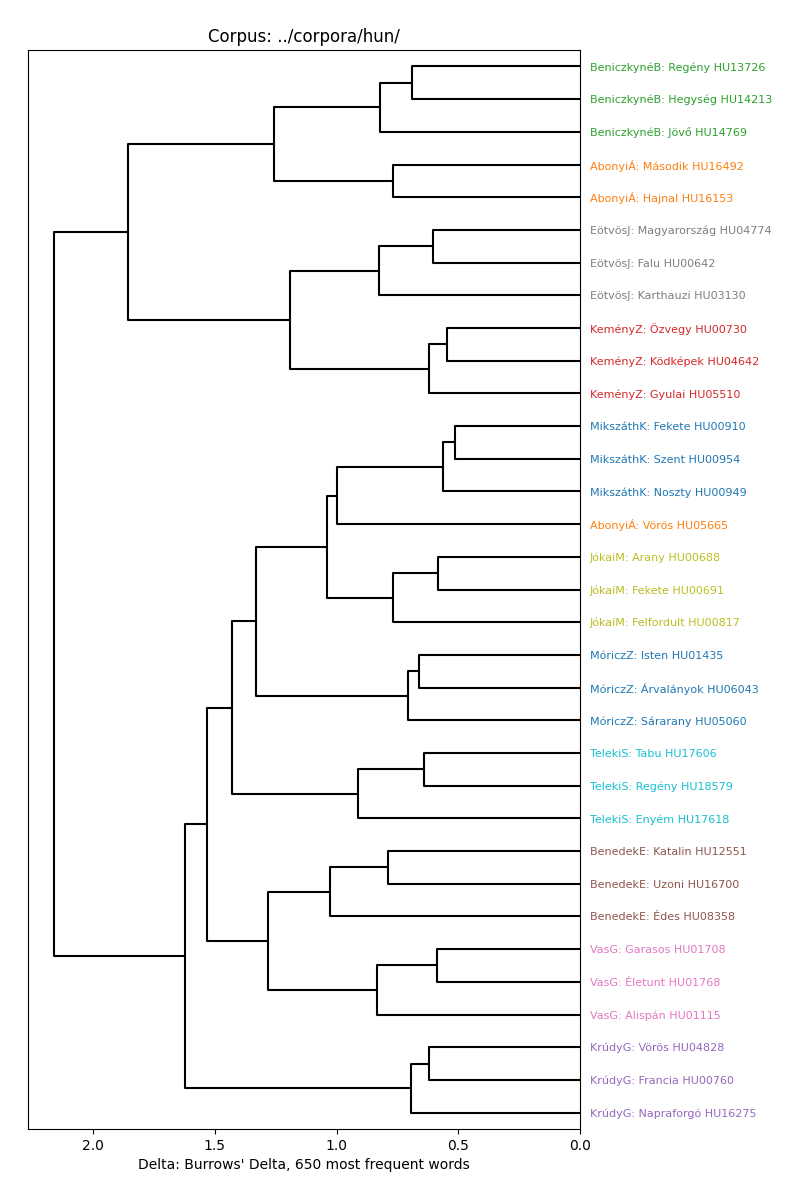 Corpus: ../corpora/hun/
BeniczkynéB: Regény HU13726
BeniczkynéB: Hegység HU14213
BeniczkynéB: Jövő HU14769
AbonyiÁ: Második HU16492
AbonyiÁ: Hajnal HU16153
EötvösJ: Magyarország HU04774
EötvösJ: Falu HU00642
EötvösJ: Karthauzi HU03130
KeményZ: Özvegy HU00730
KeményZ: Ködképek HU04642
KeményZ: Gyulai HU05510
MikszáthK: Fekete HU00910
MikszáthK: Szent HU00954
MikszáthK: Noszty HU00949
AbonyiÁ: Vörös HU05665
JókaiM: Arany HU00688
JókaiM: Fekete HU00691
JókaiM: Felfordult HU00817
MóriczZ: Isten HU01435
MóriczZ: Árvalányok HU06043
MóriczZ: Sárarany HU05060
TelekiS: Tabu HU17606
TelekiS: Regény HU18579
TelekiS: Enyém HU17618
BenedekE: Katalin HU12551
BenedekE: Uzoni HU16700
BenedekE: Édes HU08358
VasG: Garasos HU01708
VasG: Életunt HU01768
VasG: Alispán HU01115
KrúdyG: Vörös HU04828
KrúdyG: Francia HU00760
KrúdyG: Napraforgó HU16275
2.0 1.5 1.0 0.5 0.0
Delta: Burrows' Delta, 650 most frequent words